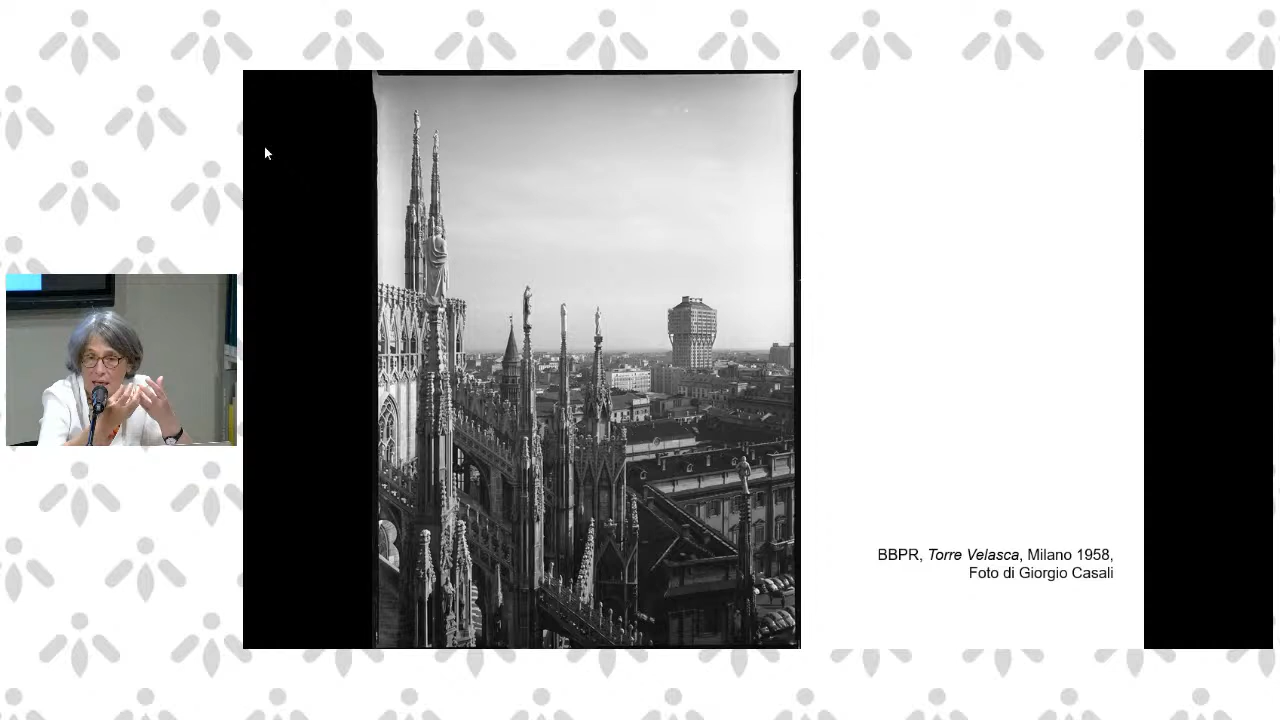 BBPR, Torre Velasca, Milano 1958,
Foto di Giorgio Casali